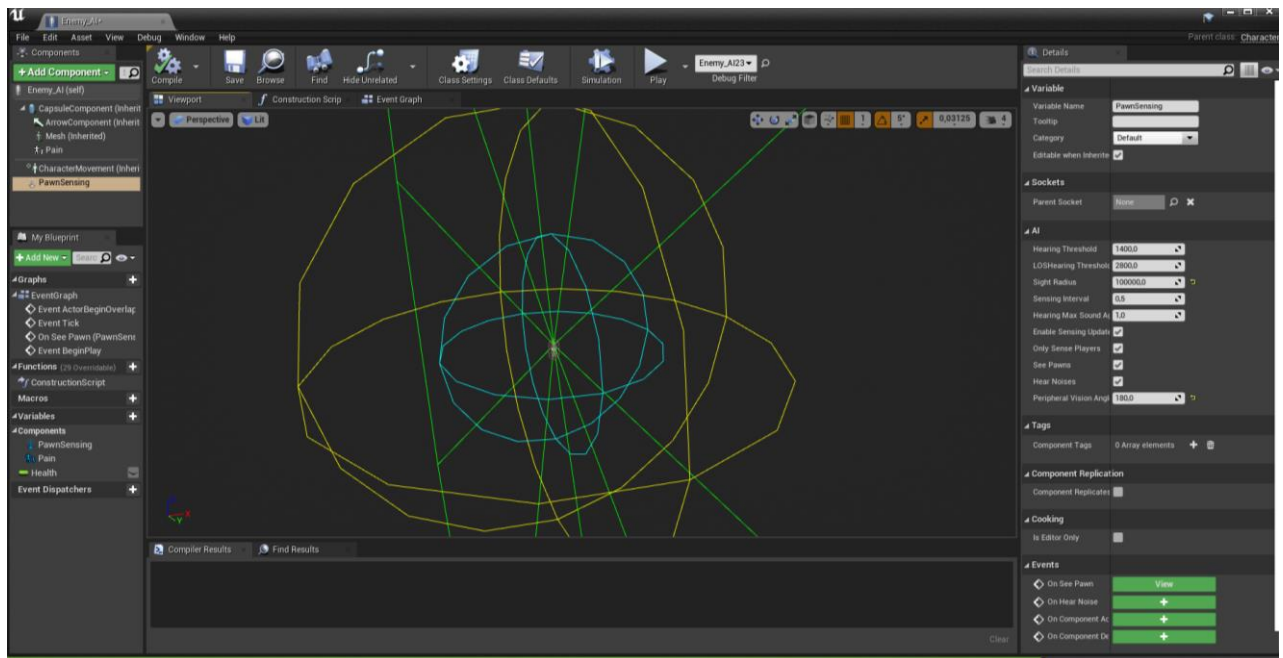 Enemy_AI+
File Edit Asset View Debug Window Help
Parent class: Character
Components
+ Add Component
Enemy_AI (self)
CapsuleComponent (Inherit
ArrowComponent (Inherit
Mesh (Inherited)
Pain
CharacterMovement (Inheri
PawnSensing
Compile Save Browse Find Hide Unrelated Class Settings Class Defaults Simulation Play
Enemy_AI23
Debug Filter
Viewport Construction Scrip Event Graph
Perspective Lit
1 5° 0,03125 4
My Blueprint
+ Add New Searc
Graphs
EventGraph
Event ActorBeginOverlap
Event Tick
On See Pawn (PawnSens
Event BeginPlay
Functions (29 Overridable)
ConstructionScript
Macros
Variables
Components
PawnSensing
Pain
Health
Event Dispatchers
Compiler Results Find Results
Clear
Details
Search Details
Variable
Variable Name PawnSensing
Tooltip
Category Default
Editable when Inherite
Sockets
Parent Socket None
AI
Hearing Threshold 1400,0
LOSHearing Threshold 2800,0
Sight Radius 100000,0
Sensing Interval 0,5
Hearing Max Sound A 1,0
Enable Sensing Updat
Only Sense Players
See Pawns
Hear Noises
Peripheral Vision Angl 180,0
Tags
Component Tags 0 Array elements
Component Replication
Component Replicates
Cooking
Is Editor Only
Events
On See Pawn View
On Hear Noise
On Component Ac
On Component De